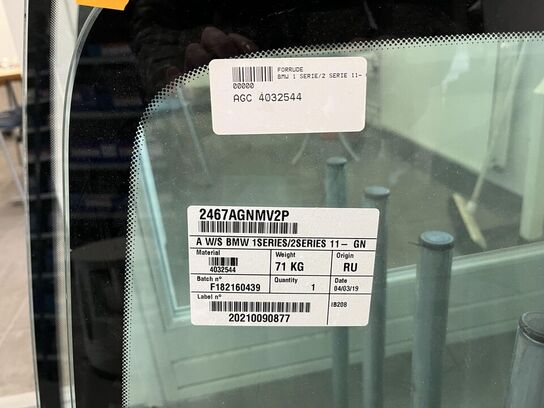 FORRUDE
BMW 1 SERIE/2 SERIE 11-
00000
AGC 4032544
2467AGNMV2P
A W/S BMW 1SERIES/2SERIES 11- GN
Material Weight Origin
4032544 71 KG RU
Batch n° Quantity Date
F182160439 1 04/03/19
Label n° IB208
20210090877